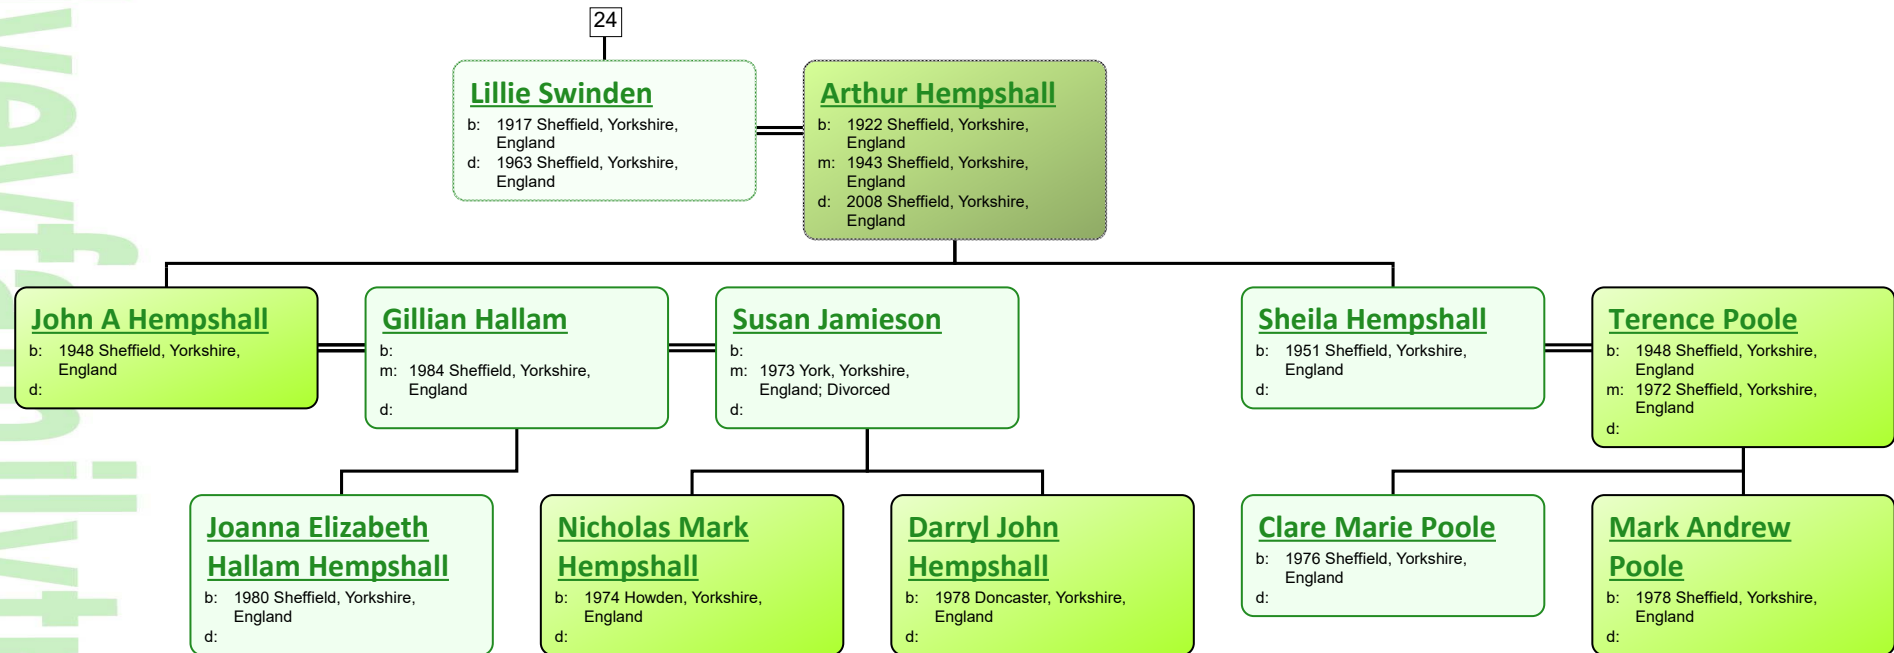 24
Lillie Swinden
b: 1917 Sheffield, Yorkshire,
England
d: 1963 Sheffield, Yorkshire,
England
Arthur Hempshall
b: 1922 Sheffield, Yorkshire,
England
m: 1943 Sheffield, Yorkshire,
England
d: 2008 Sheffield, Yorkshire,
England
John A Hempshall
b: 1948 Sheffield, Yorkshire,
England
d:
Gillian Hallam
b:
m: 1984 Sheffield, Yorkshire,
England
d:
Susan Jamieson
b:
m: 1973 York, Yorkshire,
England; Divorced
d:
Sheila Hempshall
b: 1951 Sheffield, Yorkshire,
England
d:
Terence Poole
b: 1948 Sheffield, Yorkshire,
England
m: 1972 Sheffield, Yorkshire,
England
d:
Joanna Elizabeth
Hallam Hempshall
b: 1980 Sheffield, Yorkshire,
England
d:
Nicholas Mark
Hempshall
b: 1974 Howden, Yorkshire,
England
d:
Darryl John
Hempshall
b: 1978 Doncaster, Yorkshire,
England
d:
Clare Marie Poole
b: 1976 Sheffield, Yorkshire,
England
d:
Mark Andrew
Poole
b: 1978 Sheffield, Yorkshire,
England
d: